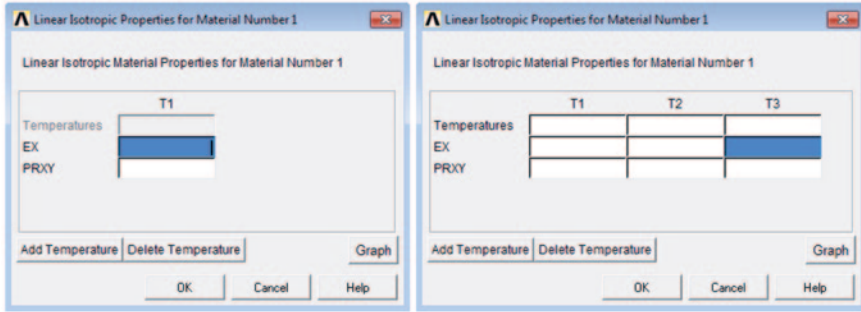 Linear Isotropic Properties for Material Number 1
Linear Isotropic Material Properties for Material Number 1
T1
Temperatures
EX
PRXY
Add Temperature Delete Temperature Graph
OK Cancel Help
Linear Isotropic Properties for Material Number 1
Linear Isotropic Material Properties for Material Number 1
T1 T2 T3
Temperatures
EX
PRXY
Add Temperature Delete Temperature Graph
OK Cancel Help